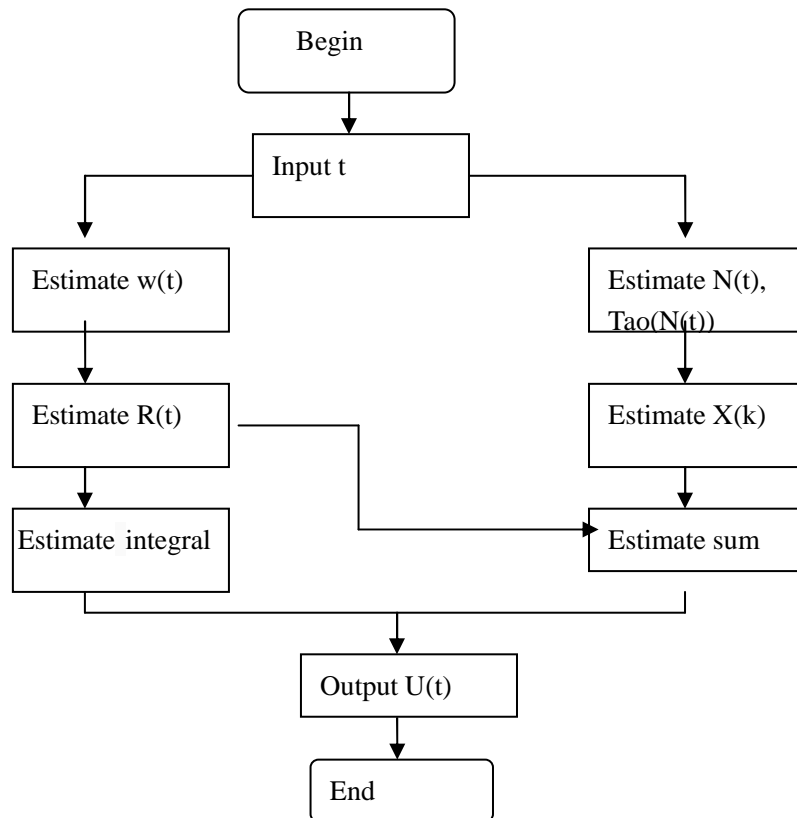 Begin
Input t
Estimate w(t)
Estimate N(t),
Tao(N(t))
Estimate R(t)
Estimate X(k)
Estimate integral
Estimate sum
Output U(t)
End